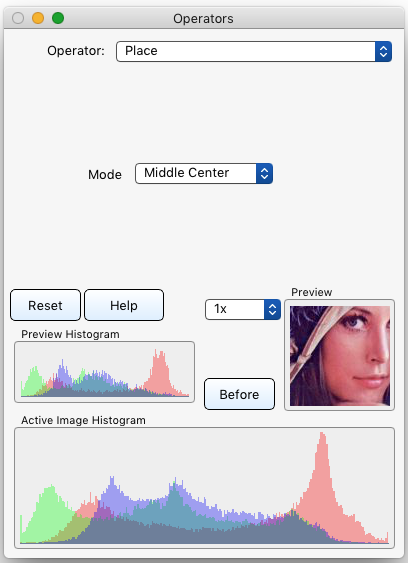 Operators
Operator: Place
Mode Middle Center
Reset Help 1x Preview
Preview Histogram
Before
Active Image Histogram